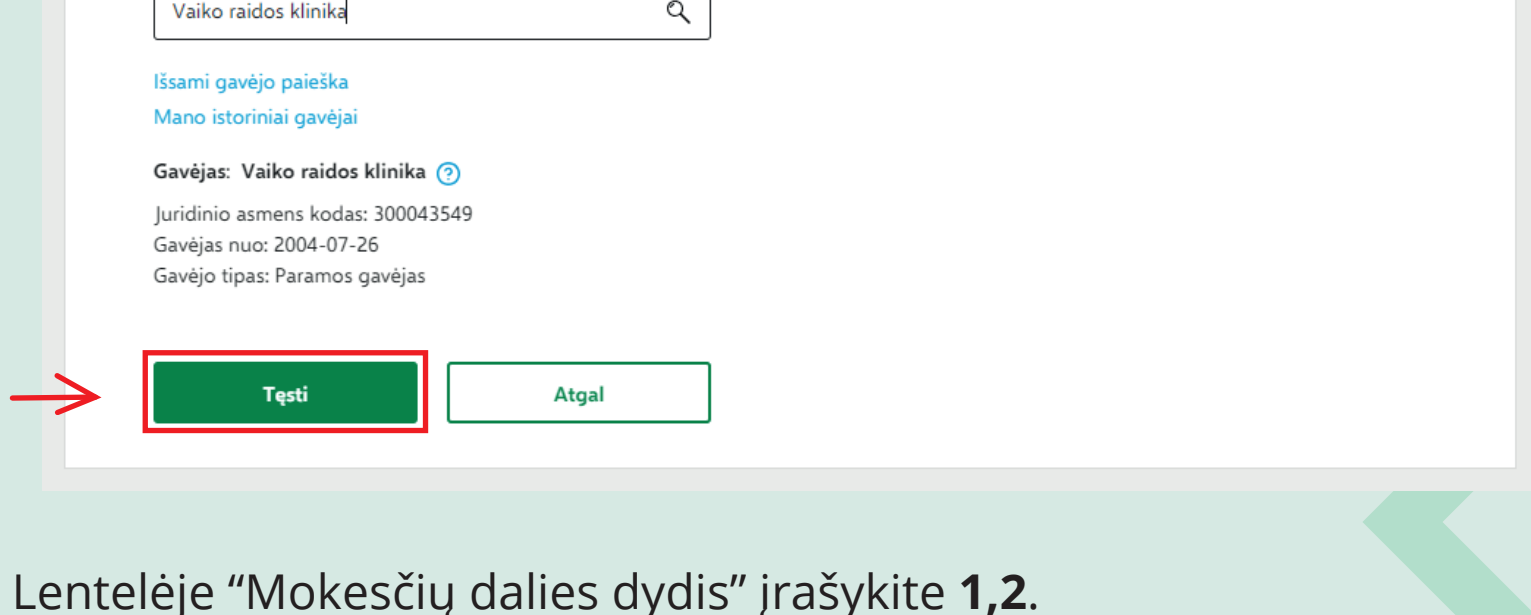 Vaiko raidos klinika
Išsami gavėjo paieška
Mano istoriniai gavėjai
Gavėjas: Vaiko raidos klinika ?
Juridinio asmens kodas: 300043549
Gavėjas nuo: 2004-07-26
Gavėjo tipas: Paramos gavėjas
Tęsti Atgal
Lentelėje “Mokesčių dalies dydis” įrašykite 1,2.